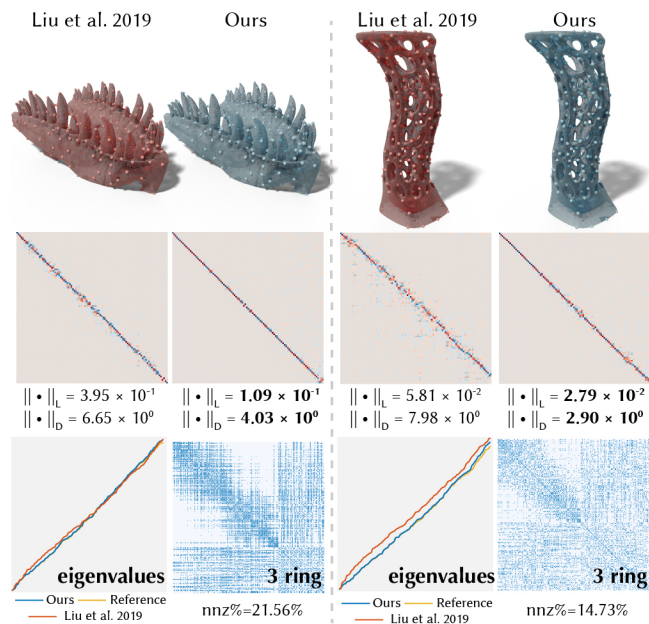 Liu et al. 2019
Ours
Liu et al. 2019
Ours
|| • ||L = 3.95 × 10⁻¹
|| • ||D = 6.65 × 10⁰
|| • ||L = 1.09 × 10⁻¹
|| • ||D = 4.03 × 10⁰
|| • ||L = 5.81 × 10⁻²
|| • ||D = 7.98 × 10⁰
|| • ||L = 2.79 × 10⁻²
|| • ||D = 2.90 × 10⁰
eigenvalues
3 ring
eigenvalues
3 ring
Ours
Reference
Liu et al. 2019
nnz%=21.56%
Ours
Reference
Liu et al. 2019
nnz%=14.73%